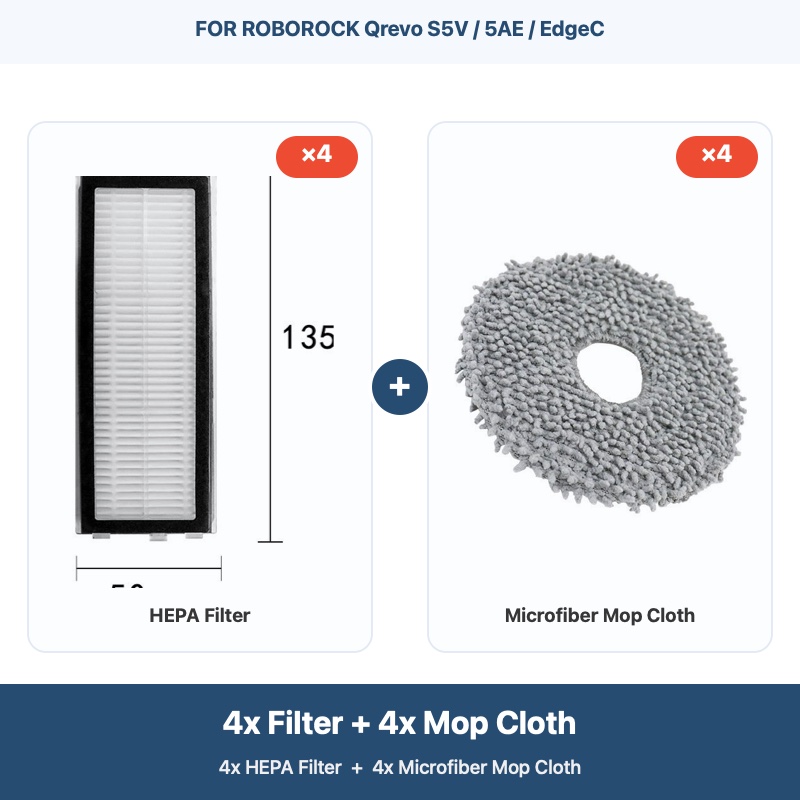 FOR ROBOROCK Qrevo S5V / 5AE / EdgeC
×4
×4
135
+
HEPA Filter
Microfiber Mop Cloth
4x Filter + 4x Mop Cloth
4x HEPA Filter + 4x Microfiber Mop Cloth